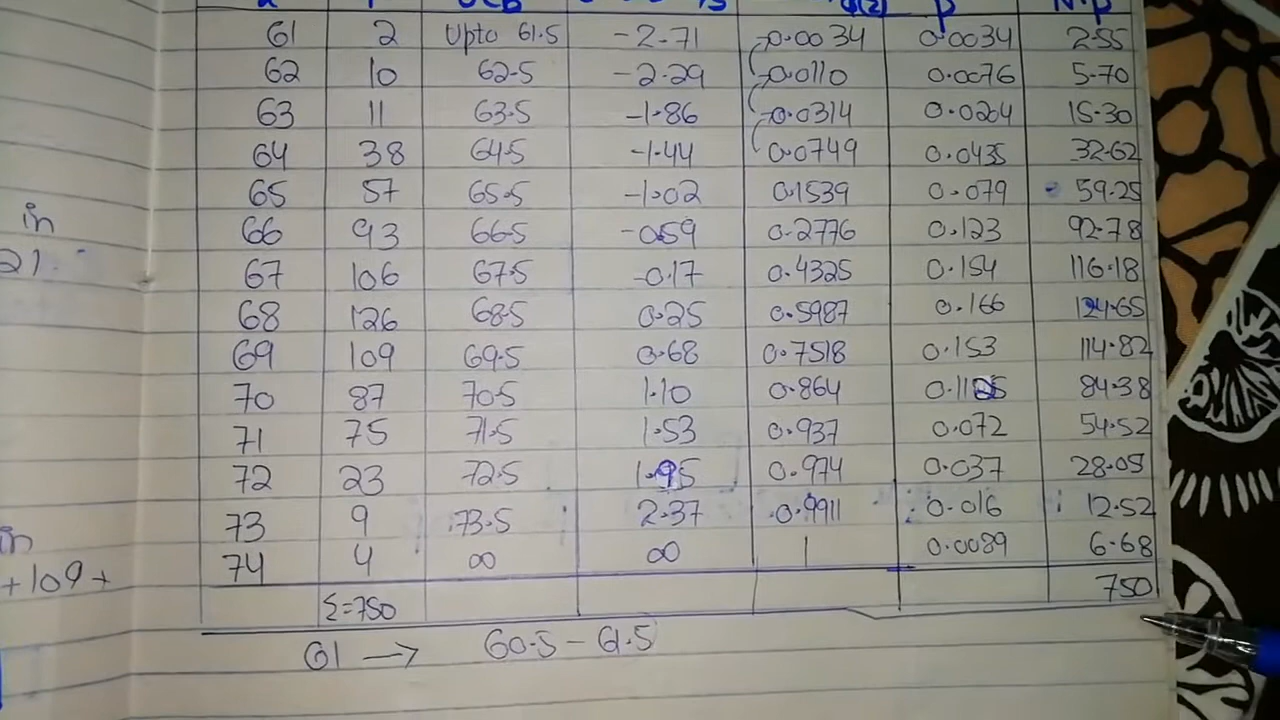 61 2 Upto 61.5 -2.71 0.0034 0.0034 2.55
62 10 62.5 -2.29 0.0110 0.0076 5.70
63 11 63.5 -1.86 0.0314 0.0204 15.30
64 38 64.5 -1.44 0.0749 0.0435 32.62
65 57 65.5 -1.02 0.1539 0.079 59.25
in
66 93 66.5 -0.59 0.2776 0.123 92.78
21.
67 106 67.5 -0.17 0.4325 0.154 116.18
68 126 68.5 0.25 0.5987 0.166 124.65
69 109 69.5 0.68 0.7518 0.153 114.82
70 87 70.5 1.10 0.864 0.1125 84.38
71 75 71.5 1.53 0.937 0.072 54.52
72 23 72.5 1.95 0.974 0.037 28.05
73 9 73.5 2.37 0.9911 0.016 12.52
in
74 4 ∞ ∞ 1 0.0089 6.68
+109+
Σ=750 750
61 → 60.5 - 61.5